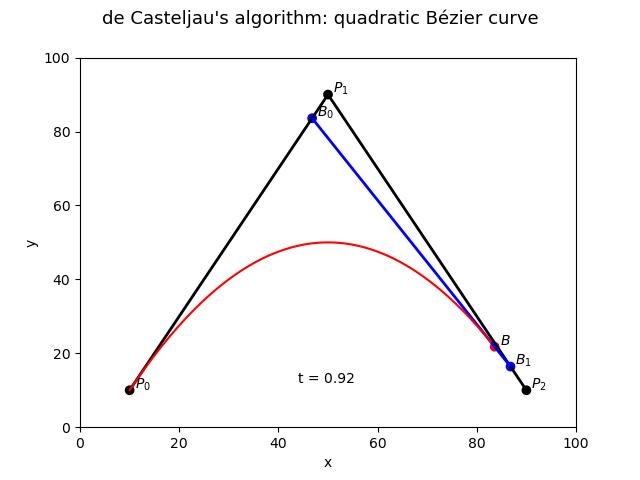 de Casteljau's algorithm: quadratic Bézier curve
100
P₁
B₀
80
60
y
40
B
20
B₁
t = 0.92
P₀
P₂
0
0 20 40 60 80 100
x